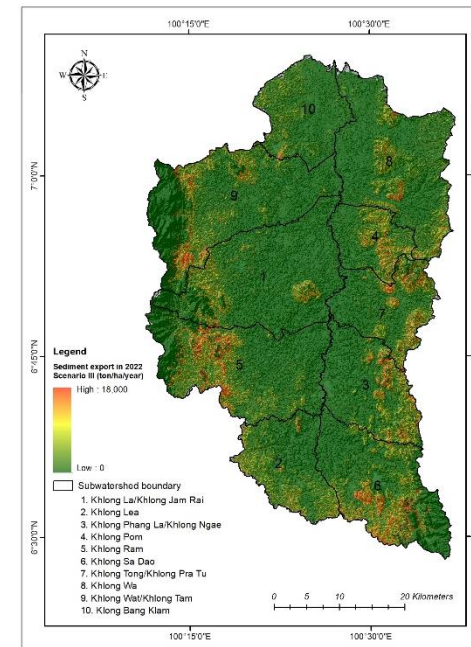 100°15'0"E
100°30'0"E
N
W E
S
10
8
7°0'0"N
9
4
1
7
Legend
Sediment export in 2022
Scenario III (ton/ha/year)
High : 18,000
Low : 0
6°45'0"N
5
3
2
6
Subwatershed boundary
1. Khlong La/Khlong Jam Rai
2. Khlong Lea
3. Khlong Phang La/Khlong Ngae
4. Khlong Pom
5. Khlong Ram
6. Khlong Sa Dao
7. Khlong Tong/Khlong Pra Tu
8. Khlong Wa
9. Khlong Wat/Khlong Tam
10. Klong Bang Klam
6°30'0"N
0 5 10 20 Kilometers
100°15'0"E
100°30'0"E